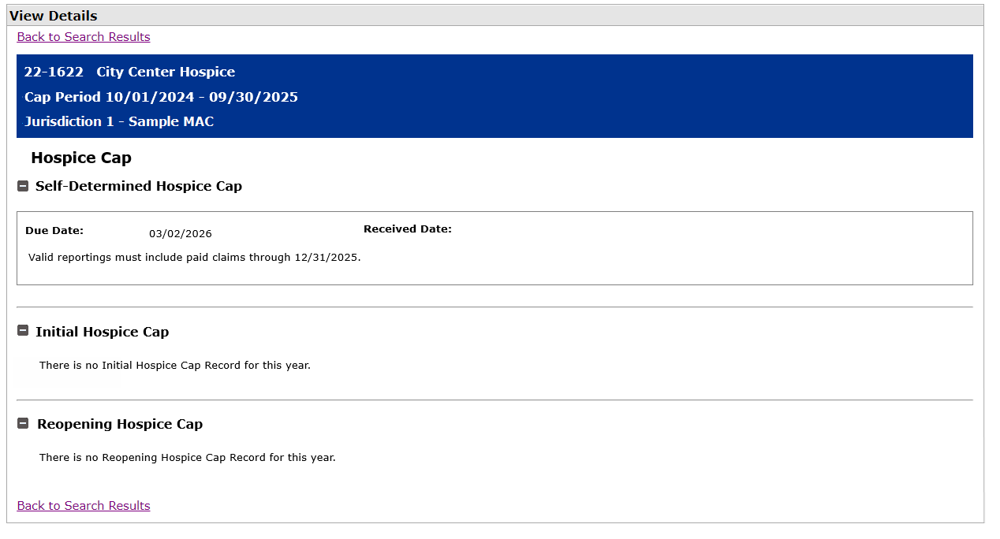 View Details
Back to Search Results
22-1622 City Center Hospice
Cap Period 10/01/2024 - 09/30/2025
Jurisdiction 1 - Sample MAC
Hospice Cap
Self-Determined Hospice Cap
Due Date: 03/02/2026 Received Date:
Valid reportings must include paid claims through 12/31/2025.
Initial Hospice Cap
There is no Initial Hospice Cap Record for this year.
Reopening Hospice Cap
There is no Reopening Hospice Cap Record for this year.
Back to Search Results